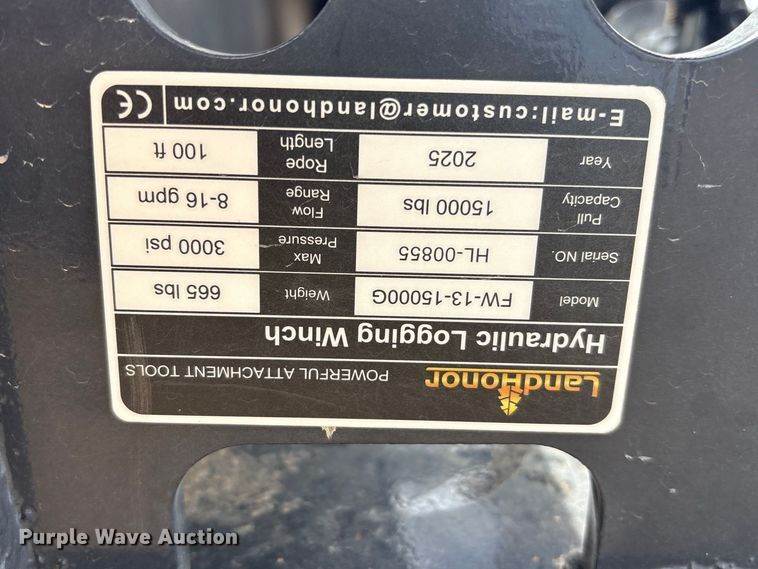 LANDHONOR POWERFUL ATTACHMENT TOOLS
Hydraulic Logging Winch
Model FW-13-15000G Weight 665 lbs
Serial NO. HL-00855 Max Pressure 3000 psi
Pull Capacity 15000 lbs Flow Range 8-16 gpm
Year 2025 Rope Length 100 ft
E-mail:customer@landhonor.com CE
Purple Wave Auction®